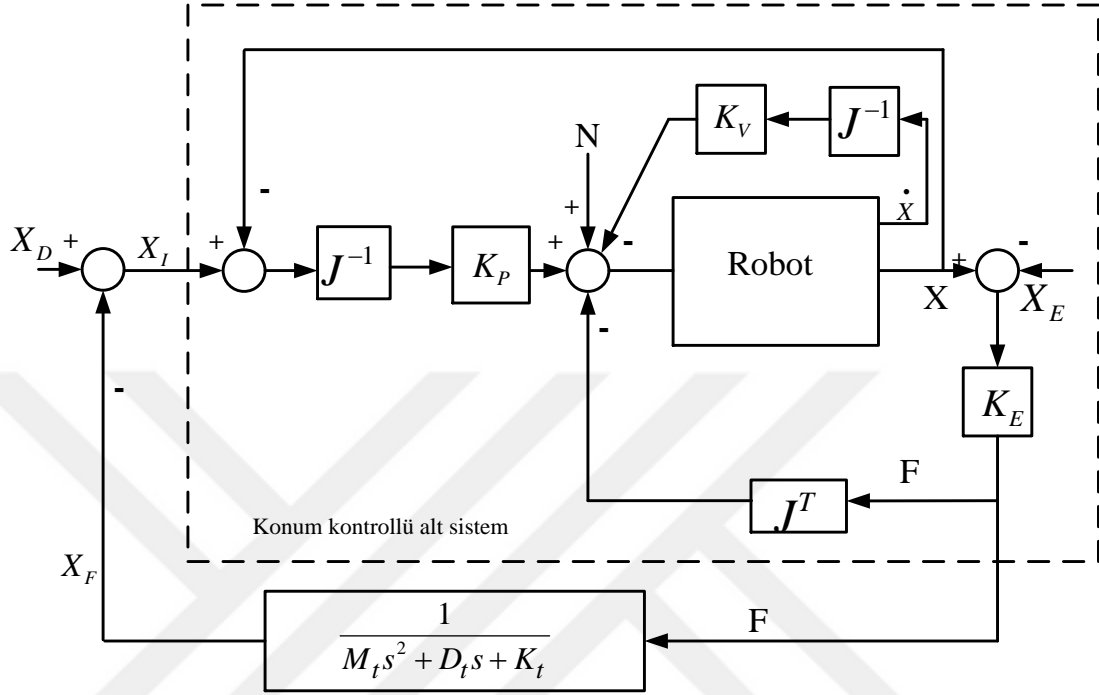 K_V
J^{-1}
N
-
+
-
Ẋ
X_D
+
X_I
+
J^{-1}
K_P
+
Robot
+
-
X
X_E
-
-
K_E
F
J^T
Konum kontrollü alt sistem
X_F
\frac{1}{M_t s^2 + D_t s + K_t}
F